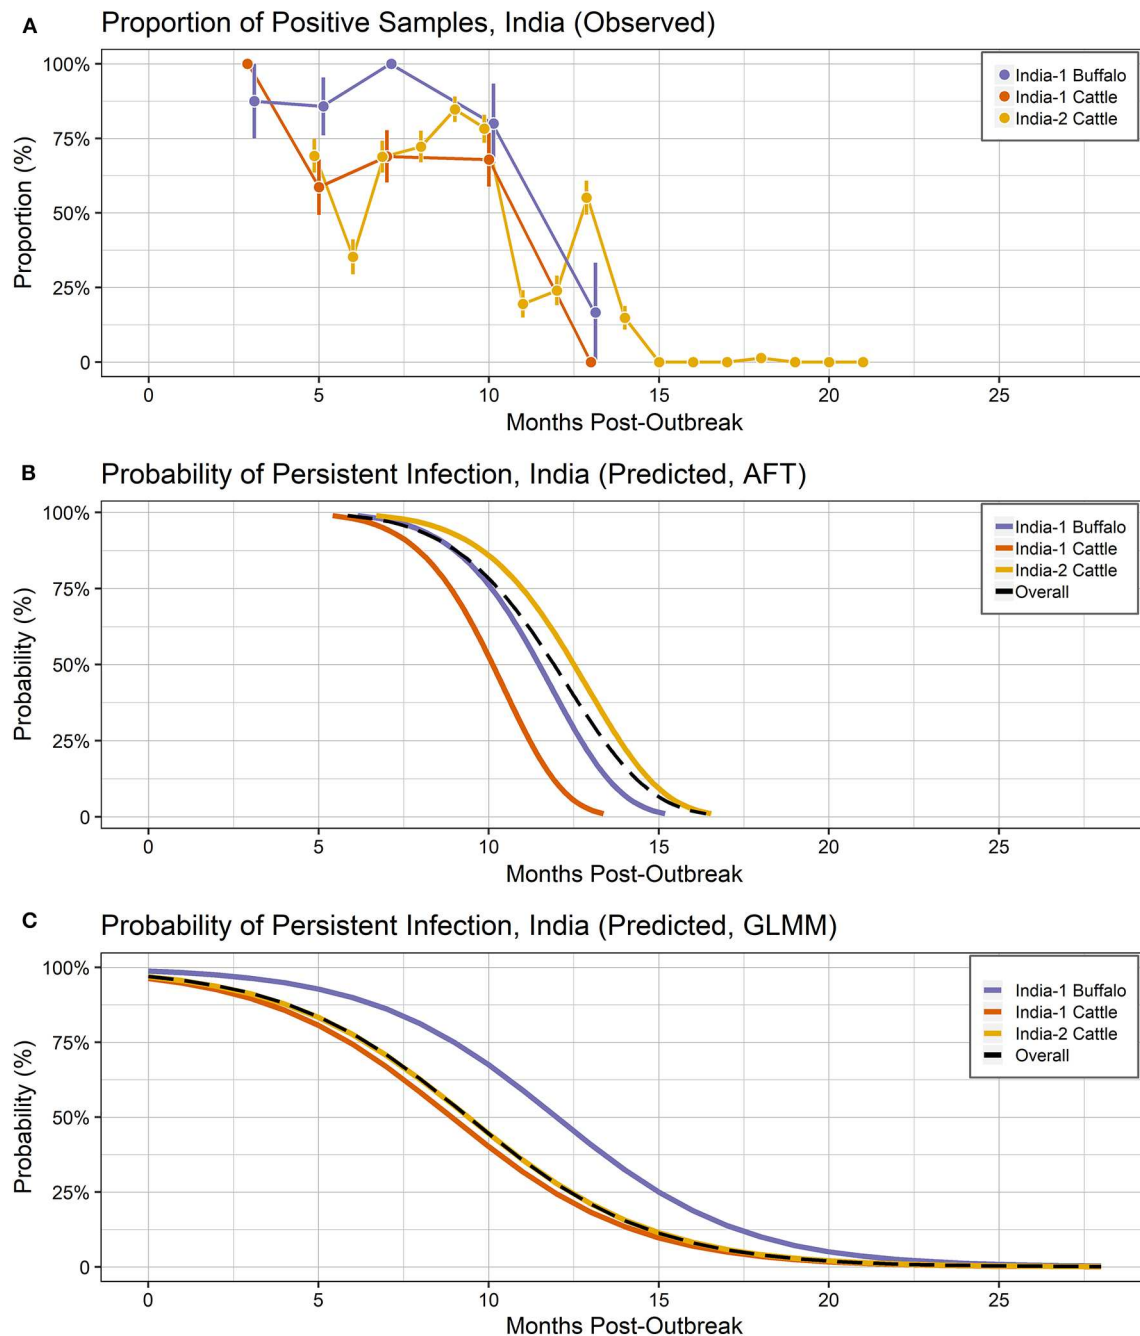 A
Proportion of Positive Samples, India (Observed)
100%
75%
50%
25%
0
Proportion (%)
India-1 Buffalo
India-1 Cattle
India-2 Cattle
0 5 10 15 20 25
Months Post-Outbreak
B
Probability of Persistent Infection, India (Predicted, AFT)
100%
75%
50%
25%
0
Probability (%)
India-1 Buffalo
India-1 Cattle
India-2 Cattle
Overall
0 5 10 15 20 25
Months Post-Outbreak
C
Probability of Persistent Infection, India (Predicted, GLMM)
100%
75%
50%
25%
0
Probability (%)
India-1 Buffalo
India-1 Cattle
India-2 Cattle
Overall
0 5 10 15 20 25
Months Post-Outbreak